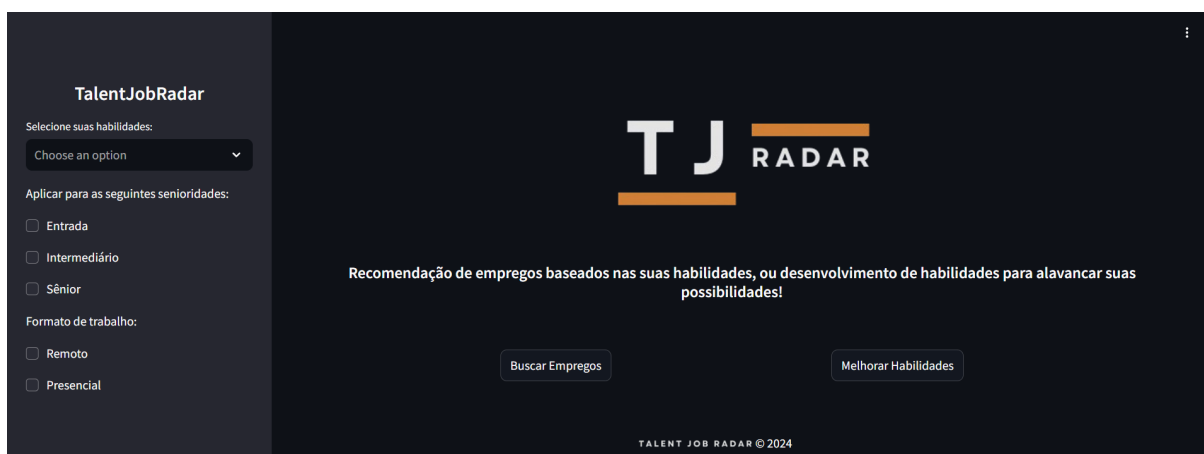 TalentJobRadar
Selecione suas habilidades:
Choose an option
Aplicar para as seguintes senioridades:
Entrada
Intermediário
Sênior
Formato de trabalho:
Remoto
Presencial
TJ RADAR
Recomendação de empregos baseados nas suas habilidades, ou desenvolvimento de habilidades para alavancar suas
possibilidades!
Buscar Empregos
Melhorar Habilidades
TALENT JOB RADAR © 2024